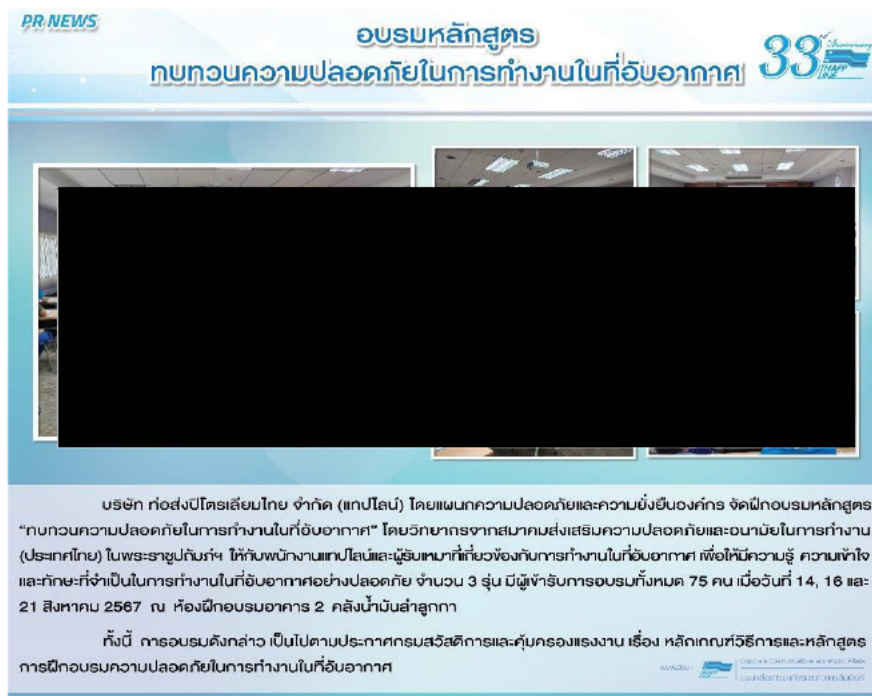 PR NEWS
อบรมหลักสูตร
ทบทวนความปลอดภัยในการทำงานในที่อับอากาศ
33
THAPP
LINE
บริษัท ท่อส่งปิโตรเลียมไทย จำกัด (แทปไลน์) โดยแผนกความปลอดภัยและความยั่งยืนองค์กร จัดฝึกอบรมหลักสูตร
“ทบทวนความปลอดภัยในการทำงานในที่อับอากาศ” โดยวิทยากรจากสมาคมส่งเสริมความปลอดภัยและอนามัยในการทำงาน
(ประเทศไทย) ในพระราชูปถัมภ์ฯ ให้กับพนักงานแทปไลน์และผู้รับเหมาที่เกี่ยวข้องกับการทำงานในที่อับอากาศ เพื่อให้มีความรู้ ความเข้าใจ
และทักษะที่จำเป็นในการทำงานในที่อับอากาศอย่างปลอดภัย จำนวน 3 รุ่น มีผู้เข้ารับการอบรมทั้งหมด 75 คน เมื่อวันที่ 14, 16 และ
21 สิงหาคม 2567 ณ ห้องฝึกอบรมอาคาร 2 คลังน้ำมันลำลูกกา
ทั้งนี้ การอบรมดังกล่าว เป็นไปตามประกาศกรมสวัสดิการและคุ้มครองแรงงาน เรื่อง หลักเกณฑ์วิธีการและหลักสูตร
การฝึกอบรมความปลอดภัยในการทำงานในที่อับอากาศ